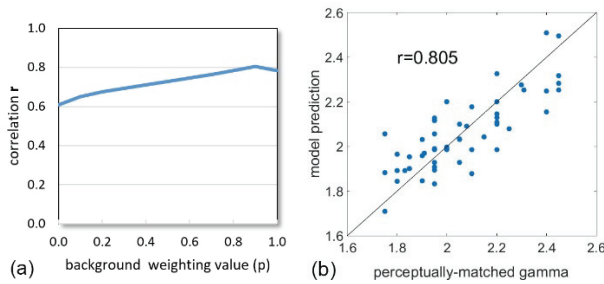 (a)
1.0
0.8
0.6
0.4
0.2
0.0
correlation r
0.0 0.2 0.4 0.6 0.8 1.0
background weighting value (p)
(b)
2.6
2.4
2.2
2
1.8
1.6
model prediction
r=0.805
1.6 1.8 2 2.2 2.4 2.6
perceptually-matched gamma